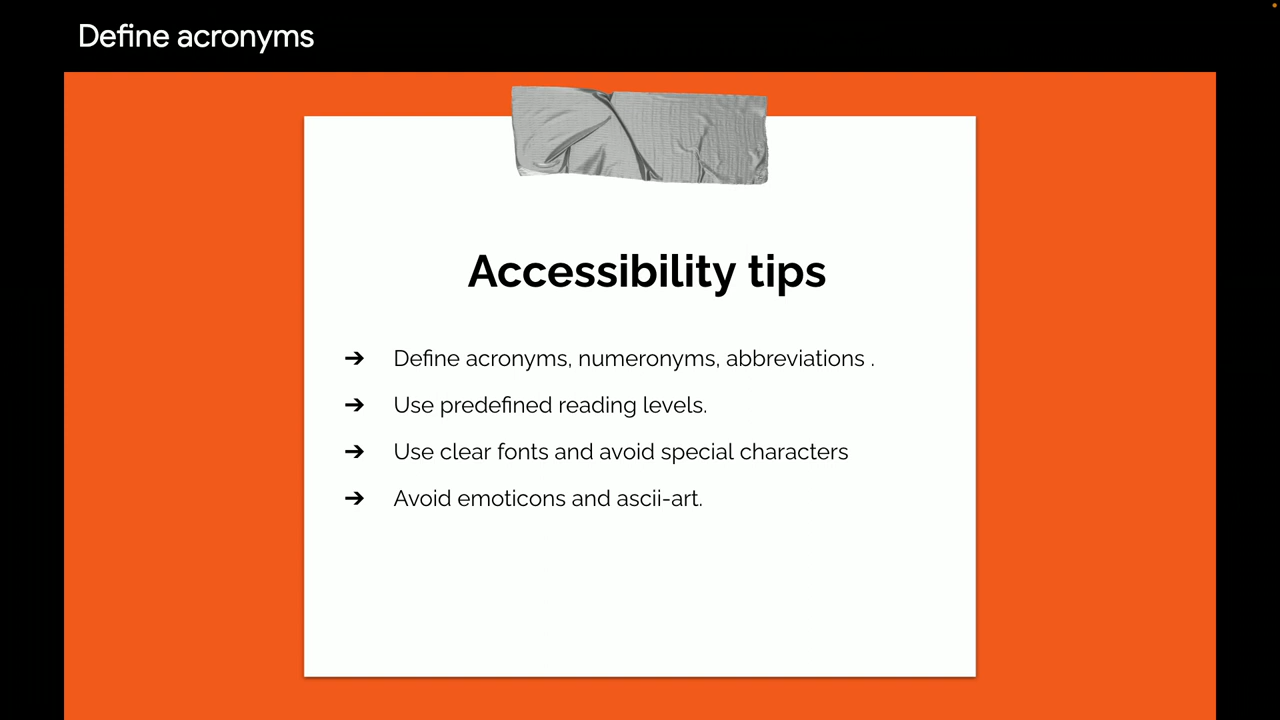 Define acronyms
Accessibility tips
➔ Define acronyms, numeronyms, abbreviations .
➔ Use predefined reading levels.
➔ Use clear fonts and avoid special characters
➔ Avoid emoticons and ascii-art.